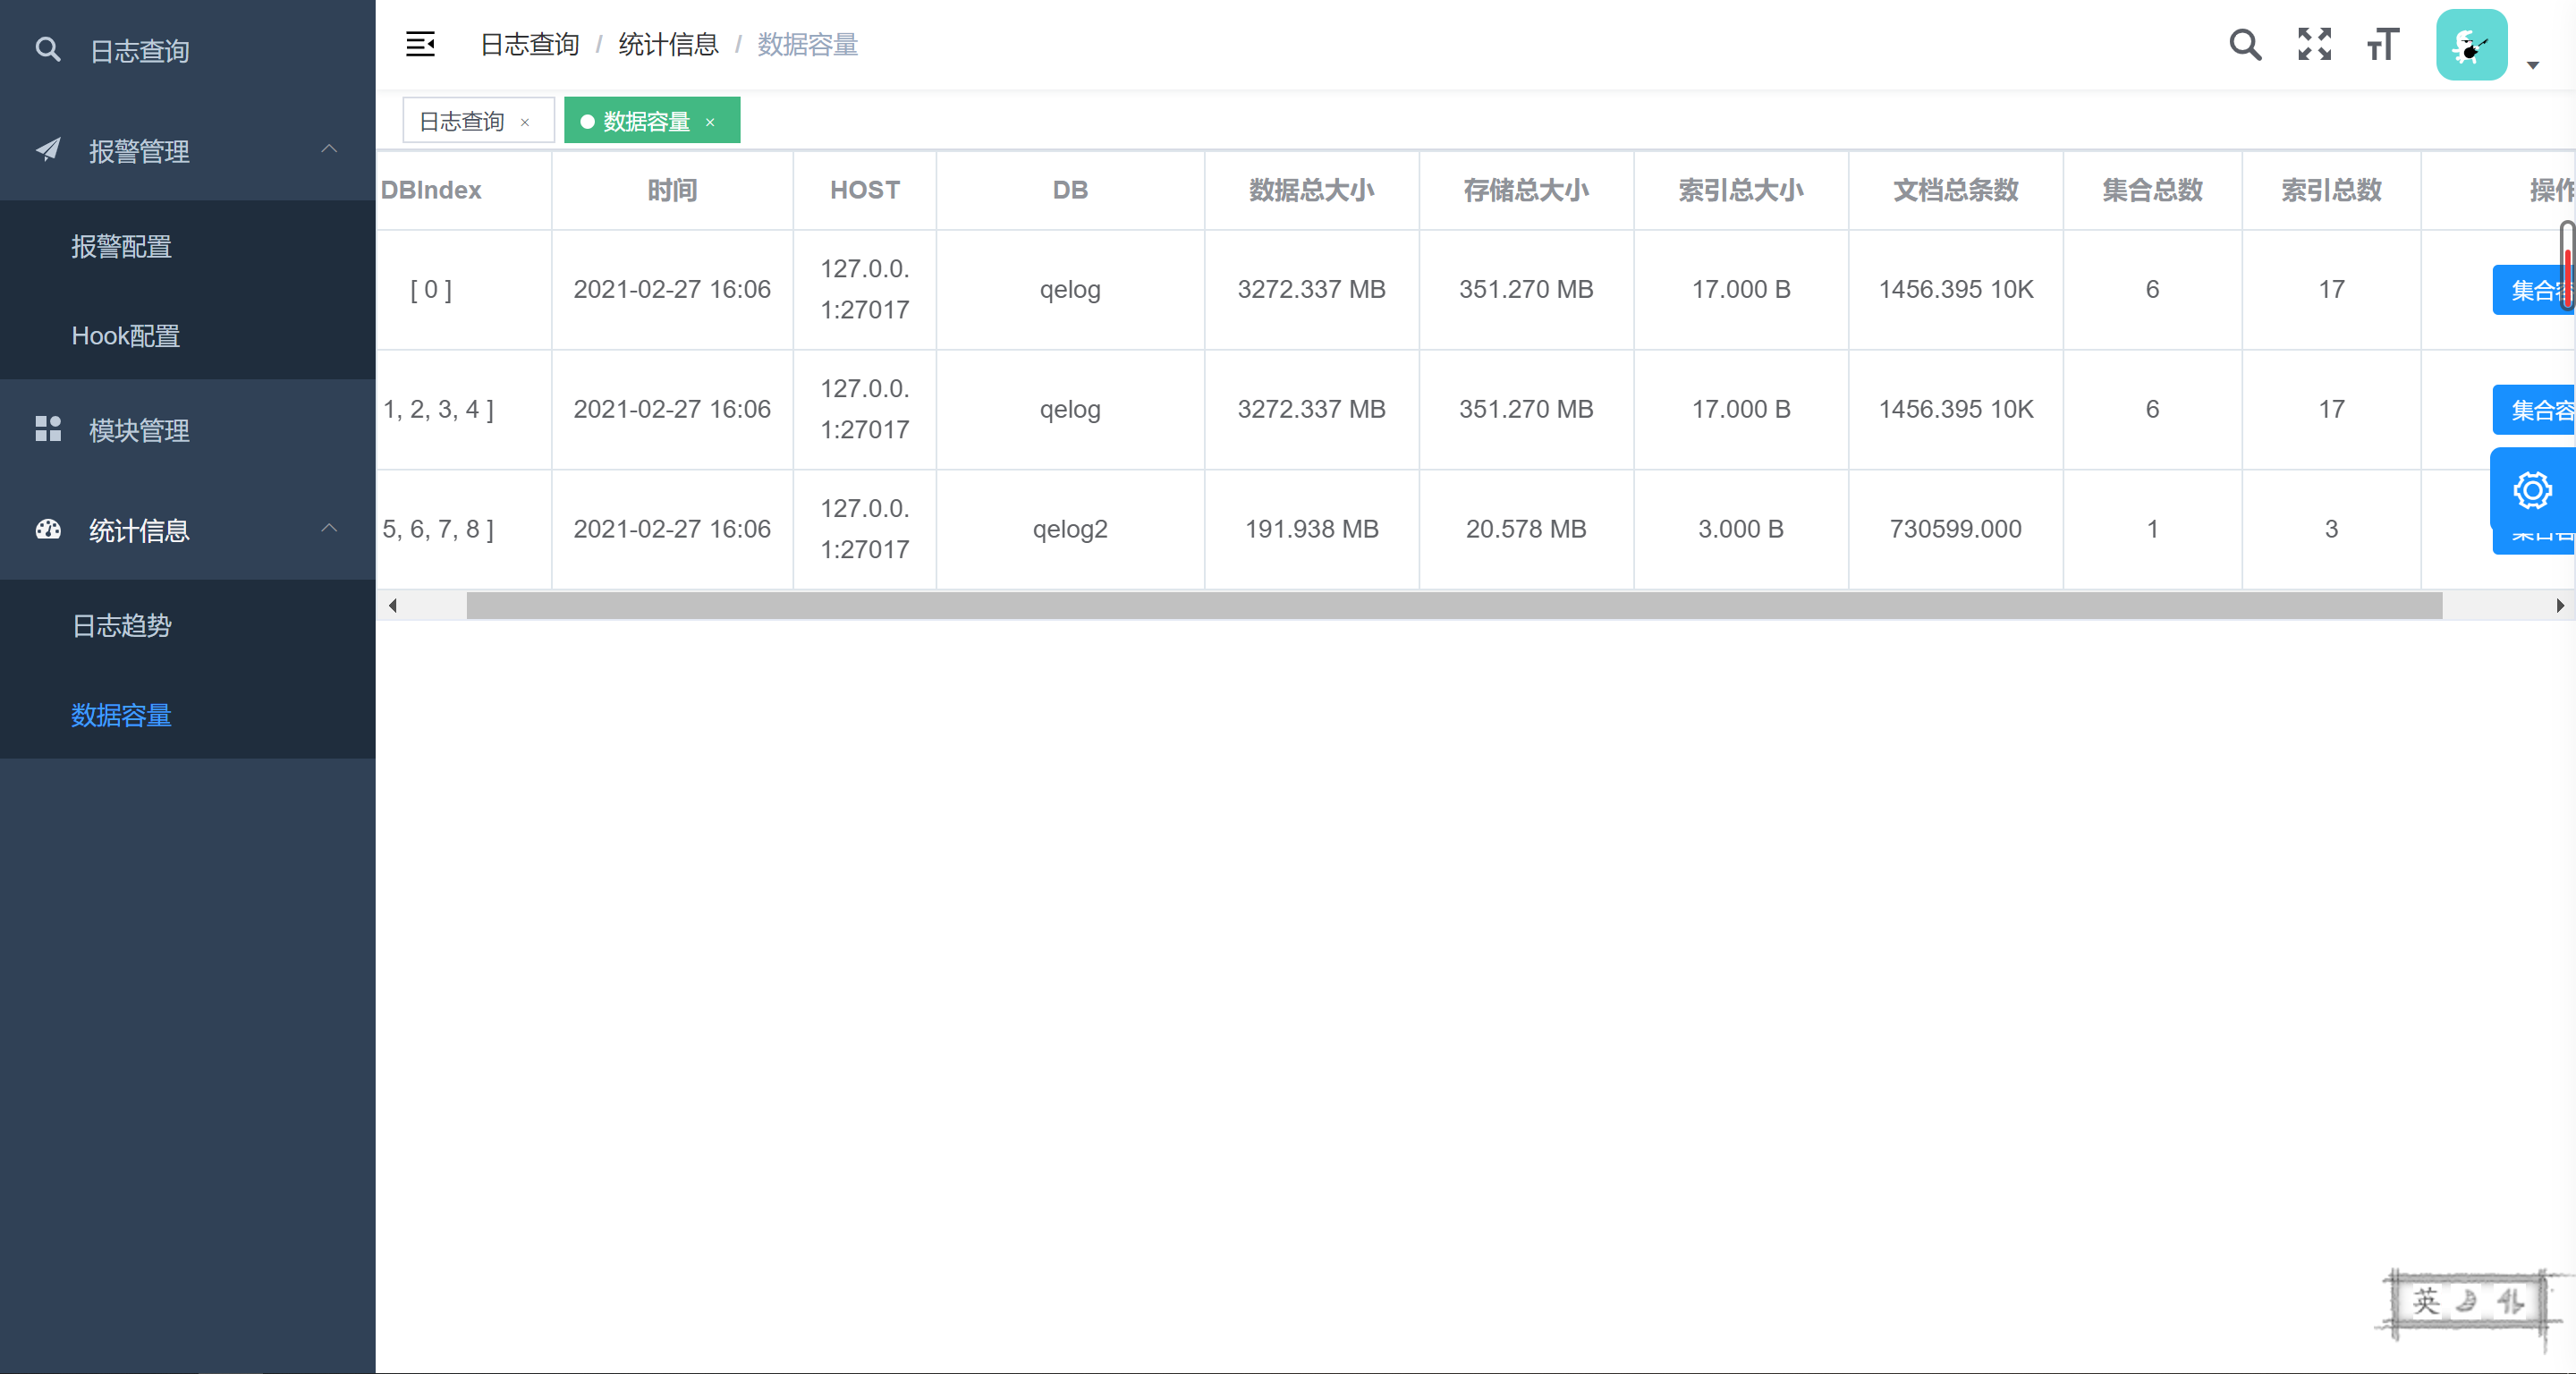 日志查询
报警管理
报警配置
Hook配置
模块管理
统计信息
日志趋势
数据容量
日志查询 / 统计信息 / 数据容量
日志查询 × 数据容量 ×
DBIndex 时间 HOST DB 数据总大小 存储总大小 索引总大小 文档总条数 集合总数 索引总数 操作
[ 0 ] 2021-02-27 16:06 127.0.0.1:27017 qelog 3272.337 MB 351.270 MB 17.000 B 1456.395 10K 6 17 集合容
1, 2, 3, 4 ] 2021-02-27 16:06 127.0.0.1:27017 qelog 3272.337 MB 351.270 MB 17.000 B 1456.395 10K 6 17 集合容
5, 6, 7, 8 ] 2021-02-27 16:06 127.0.0.1:27017 qelog2 191.938 MB 20.578 MB 3.000 B 730599.000 1 3
英